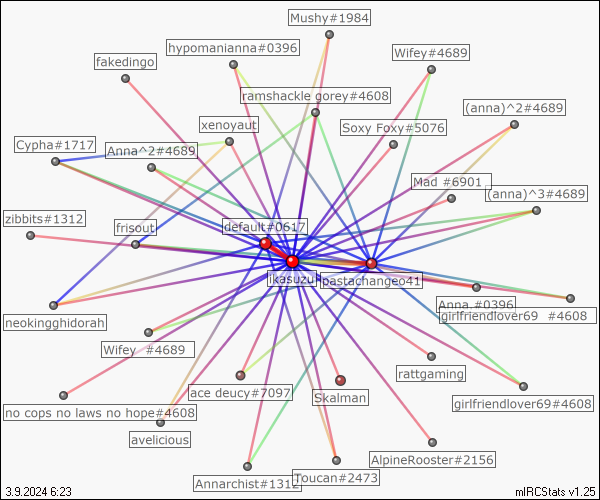 Mushy#1984
hypomanianna#0396
Wifey#4689
fakedingo
ramshackle gorey#4608
(anna)^2#4689
xenoyaut
Soxy Foxy#5076
Cypha#1717
Anna^2#4689
Mad #6901
(anna)^3#4689
zibbits#1312
frisout
default#0617
ikasuzu
pastachangeo41
Anna.#0396
girlfriendlover69 #4608
neokingghidorah
Wifey #4689
rattgaming
ace deucy#7097
Skalman
girlfriendlover69#4608
no cops no laws no hope#4608
avelicious
AlpineRooster#2156
Annarchist#1312
Toucan#2473
3.9.2024 6:23
mIRCStats v1.25